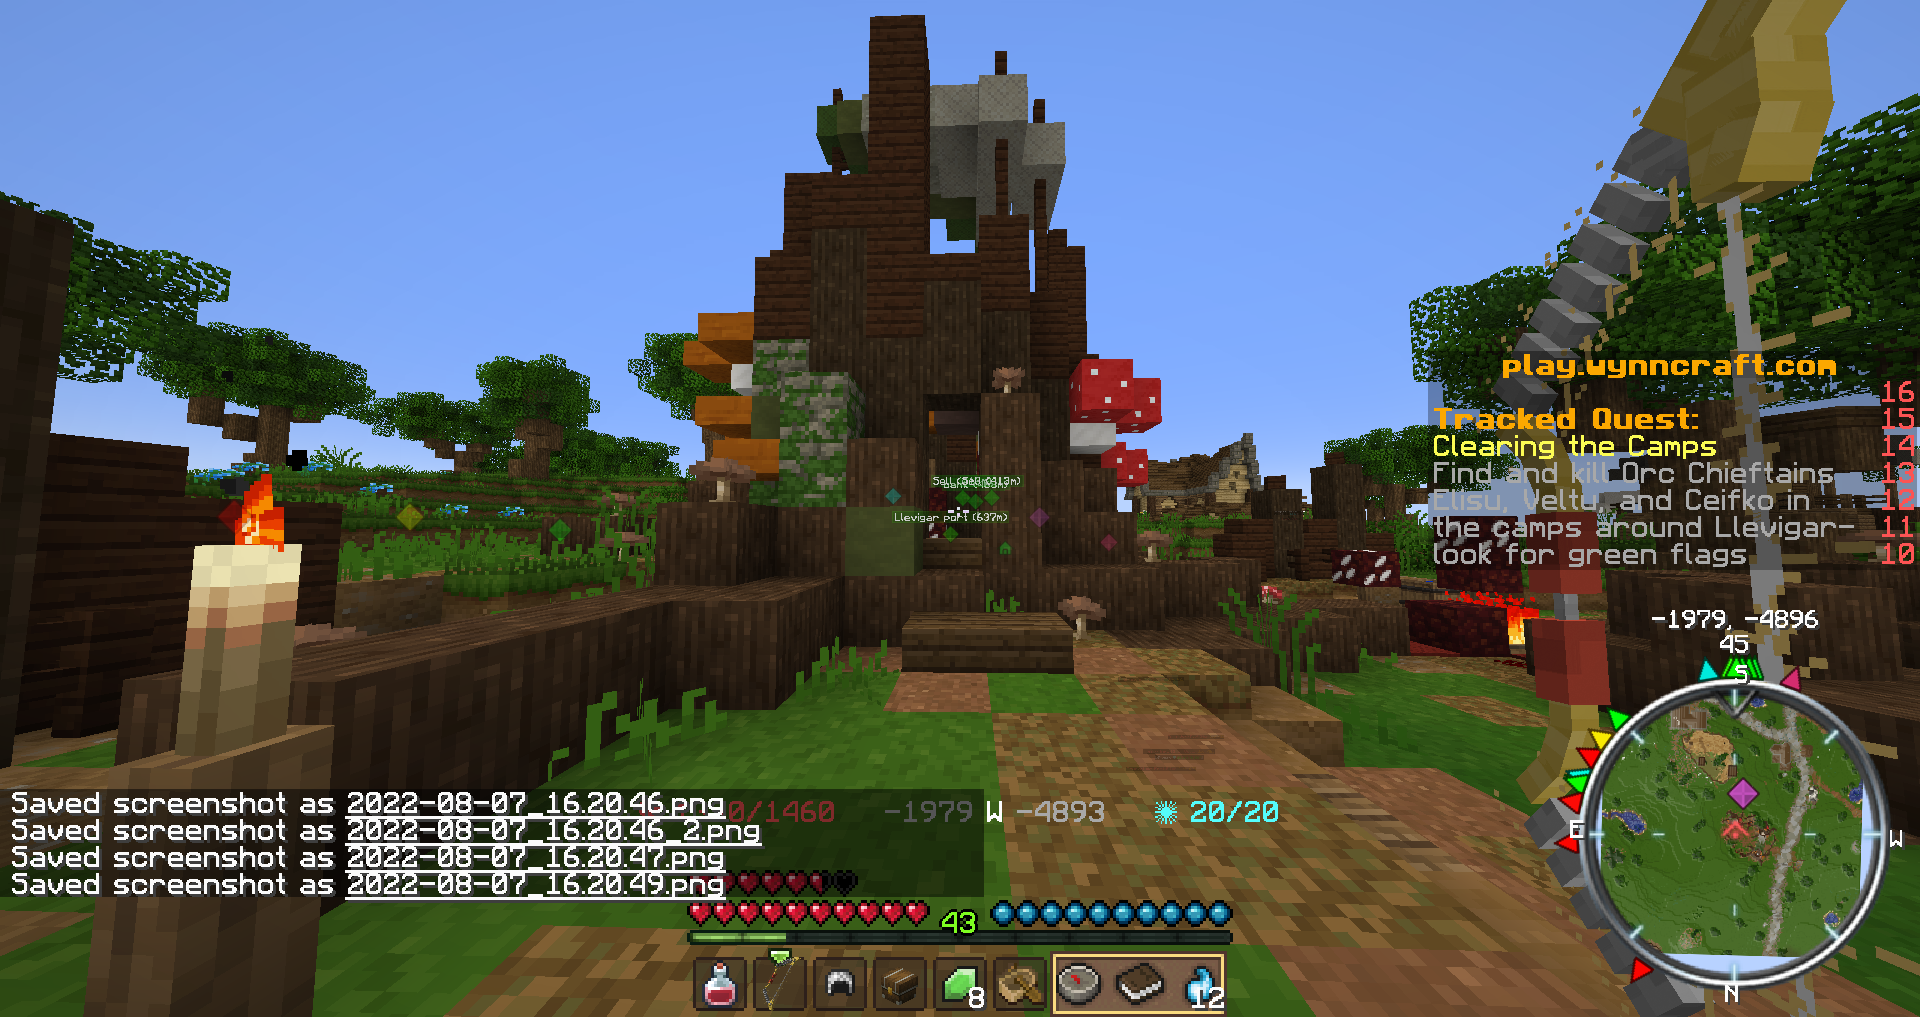 play.wynncraft.com
16
Tracked Quest: 15
Clearing the Camps 14
Find and kill Orc Chieftains 13
Elisu, Veltu, and Ceifko in 12
the camps around Llevigar- 11
look for green flags 10
Llevigar port (637m)
-1979, -4896
45
S
E
W
N
Saved screenshot as 2022-08-07_16.20.46.png
Saved screenshot as 2022-08-07_16.20.46_2.png
Saved screenshot as 2022-08-07_16.20.47.png
Saved screenshot as 2022-08-07_16.20.49.png
0/1460 -1979 W -4893 20/20
43
8
12